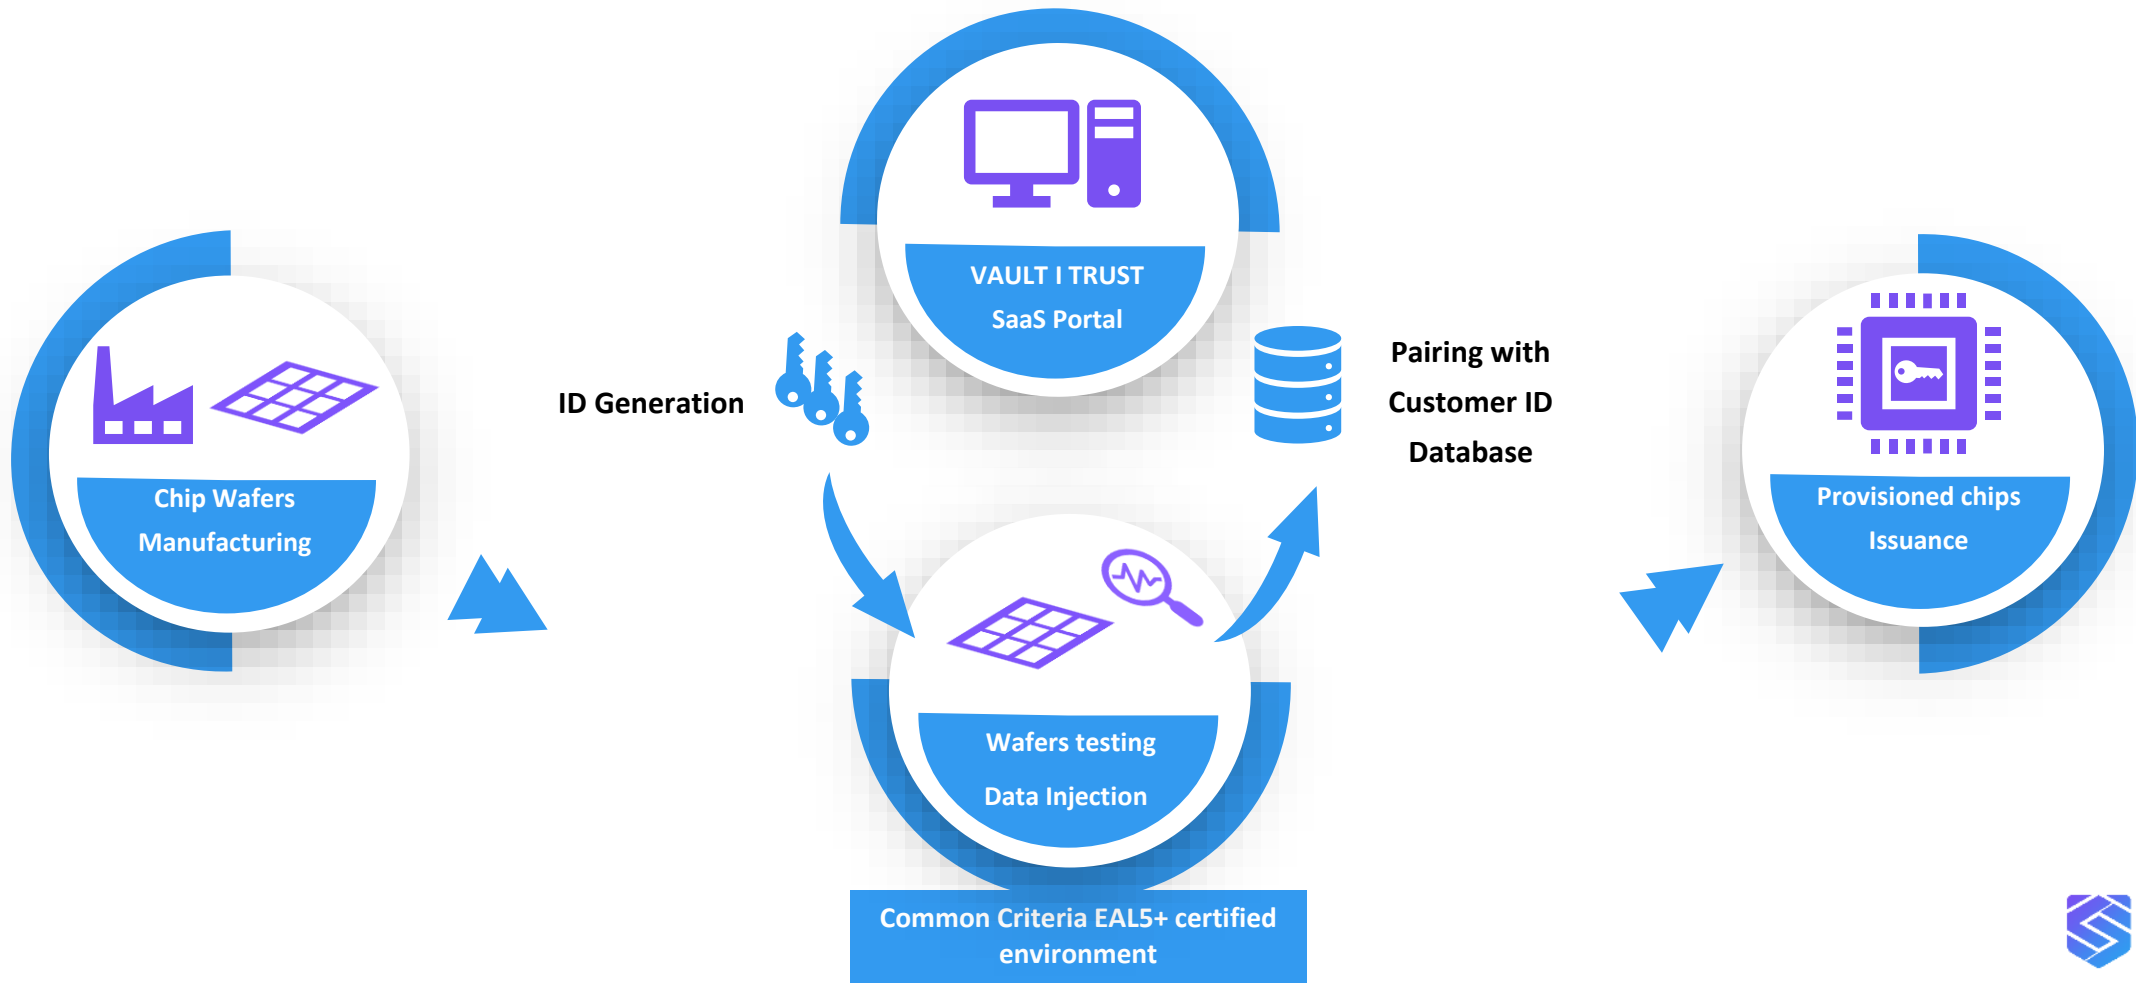 Chip Wafers
Manufacturing
ID Generation
VAULT I TRUST
SaaS Portal
Pairing with
Customer ID
Database
Wafers testing
Data Injection
Common Criteria EAL5+ certified
environment
Provisioned chips
Issuance